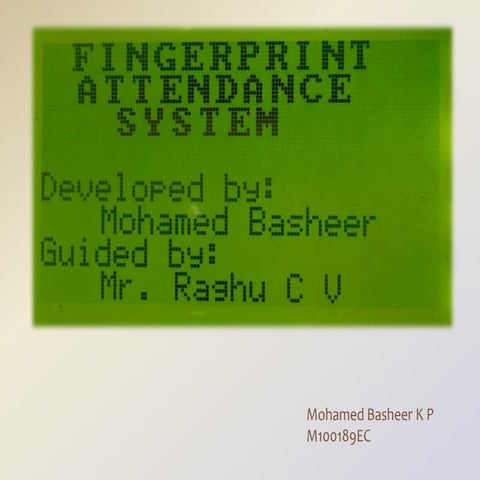 FINGERPRINT
ATTENDANCE
SYSTEM
Developed by:
Mohamed Basheer
Guided by:
Mr. Raghu C V
Mohamed Basheer K P
M100189EC